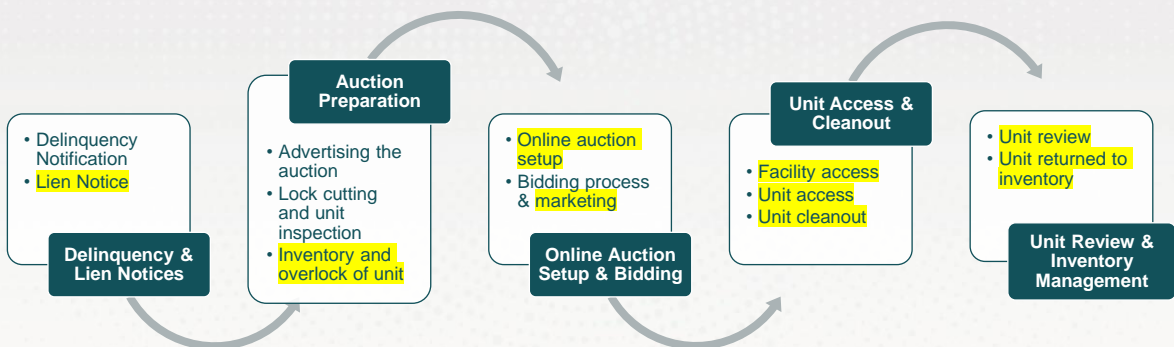 • Delinquency
Notification
• Lien Notice
Delinquency &
Lien Notices
Auction
Preparation
• Advertising the
auction
• Lock cutting
and unit
inspection
• Inventory and
overlock of unit
• Online auction
setup
• Bidding process
& marketing
Online Auction
Setup & Bidding
Unit Access &
Cleanout
• Facility access
• Unit access
• Unit cleanout
• Unit review
• Unit returned to
inventory
Unit Review &
Inventory
Management